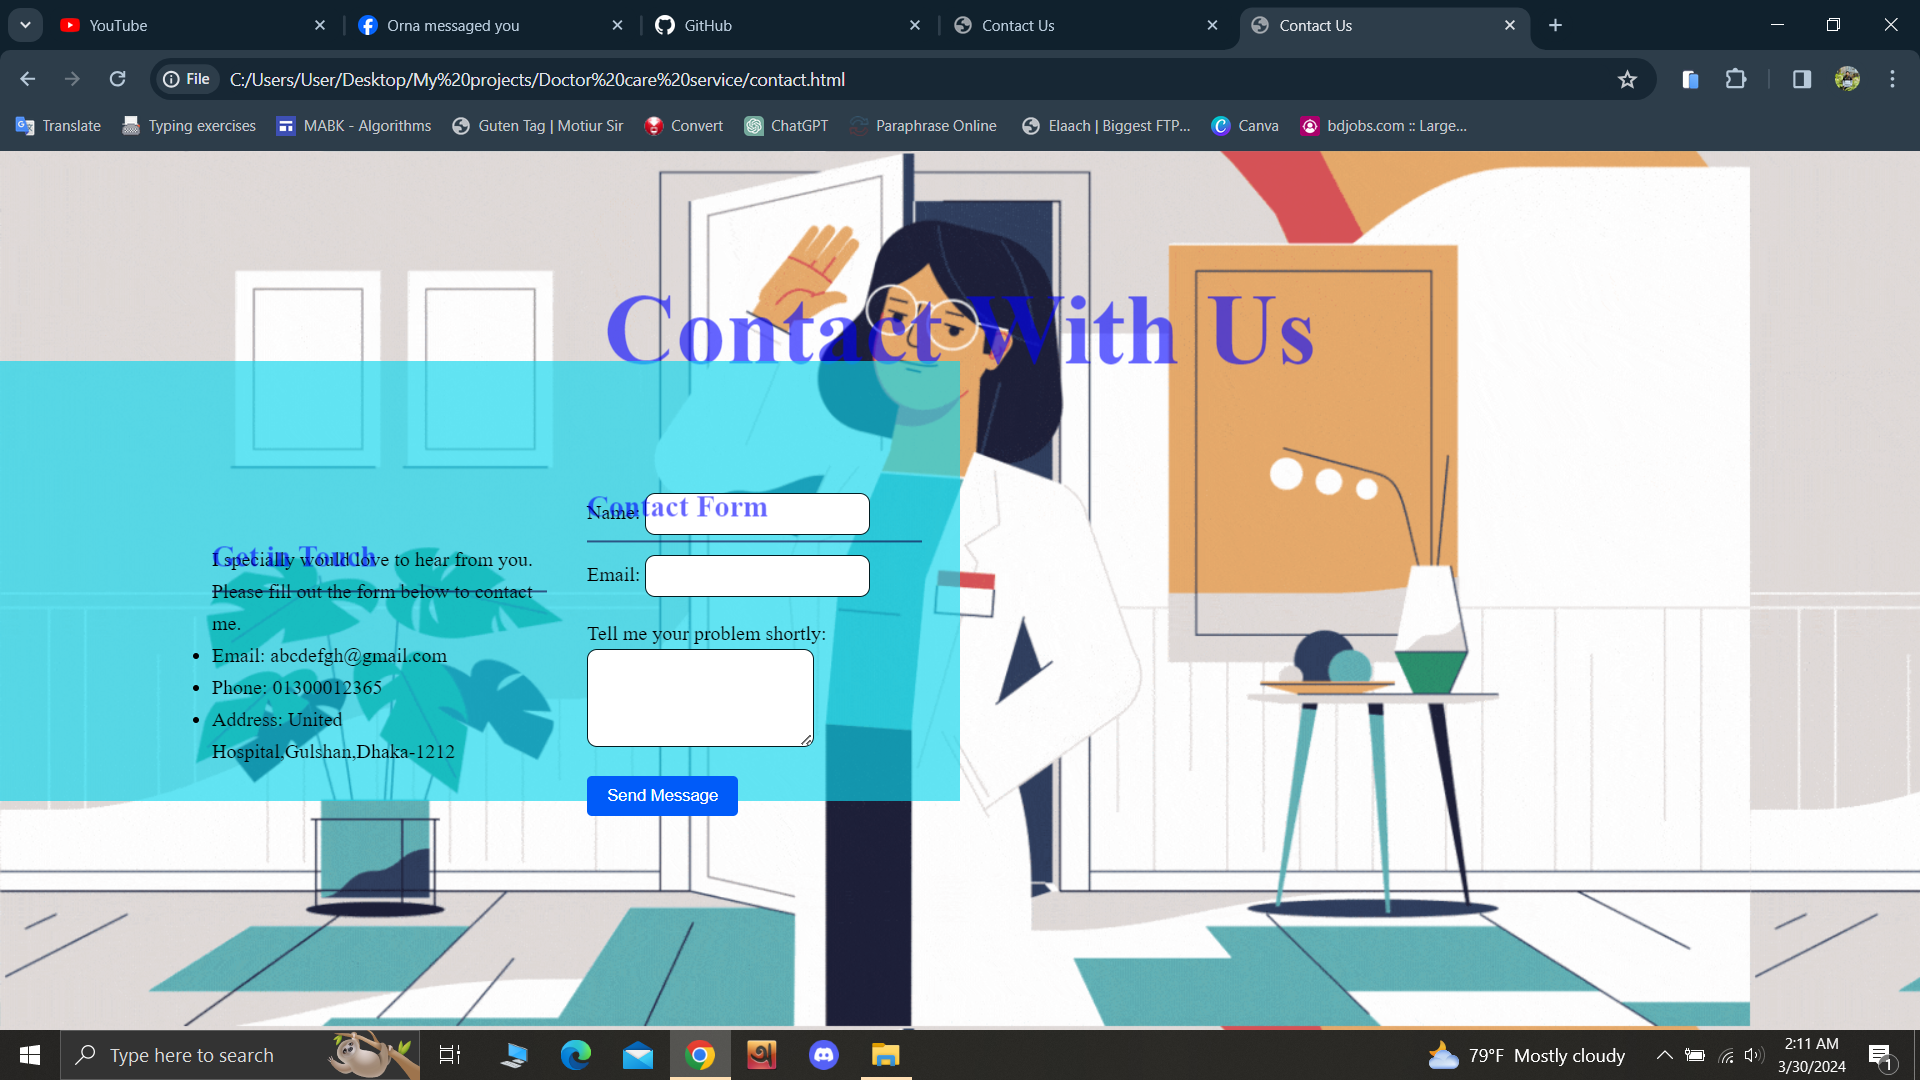 YouTube
Orna messaged you
GitHub
Contact Us
Contact Us
File
C:/Users/User/Desktop/My%20projects/Doctor%20care%20service/contact.html
Translate
Typing exercises
MABK - Algorithms
Guten Tag | Motiur Sir
Convert
ChatGPT
Paraphrase Online
Elaach | Biggest FTP...
Canva
bdjobs.com :: Large...
Contact With Us
Get in Touch
I specially would love to hear from you.
Please fill out the form below to contact
me.
Email: abcdefgh@gmail.com
Phone: 01300012365
Address: United
Hospital,Gulshan,Dhaka-1212
Contact Form
Name:
Email:
Tell me your problem shortly:
Send Message
Type here to search
79°F Mostly cloudy
2:11 AM
3/30/2024
1